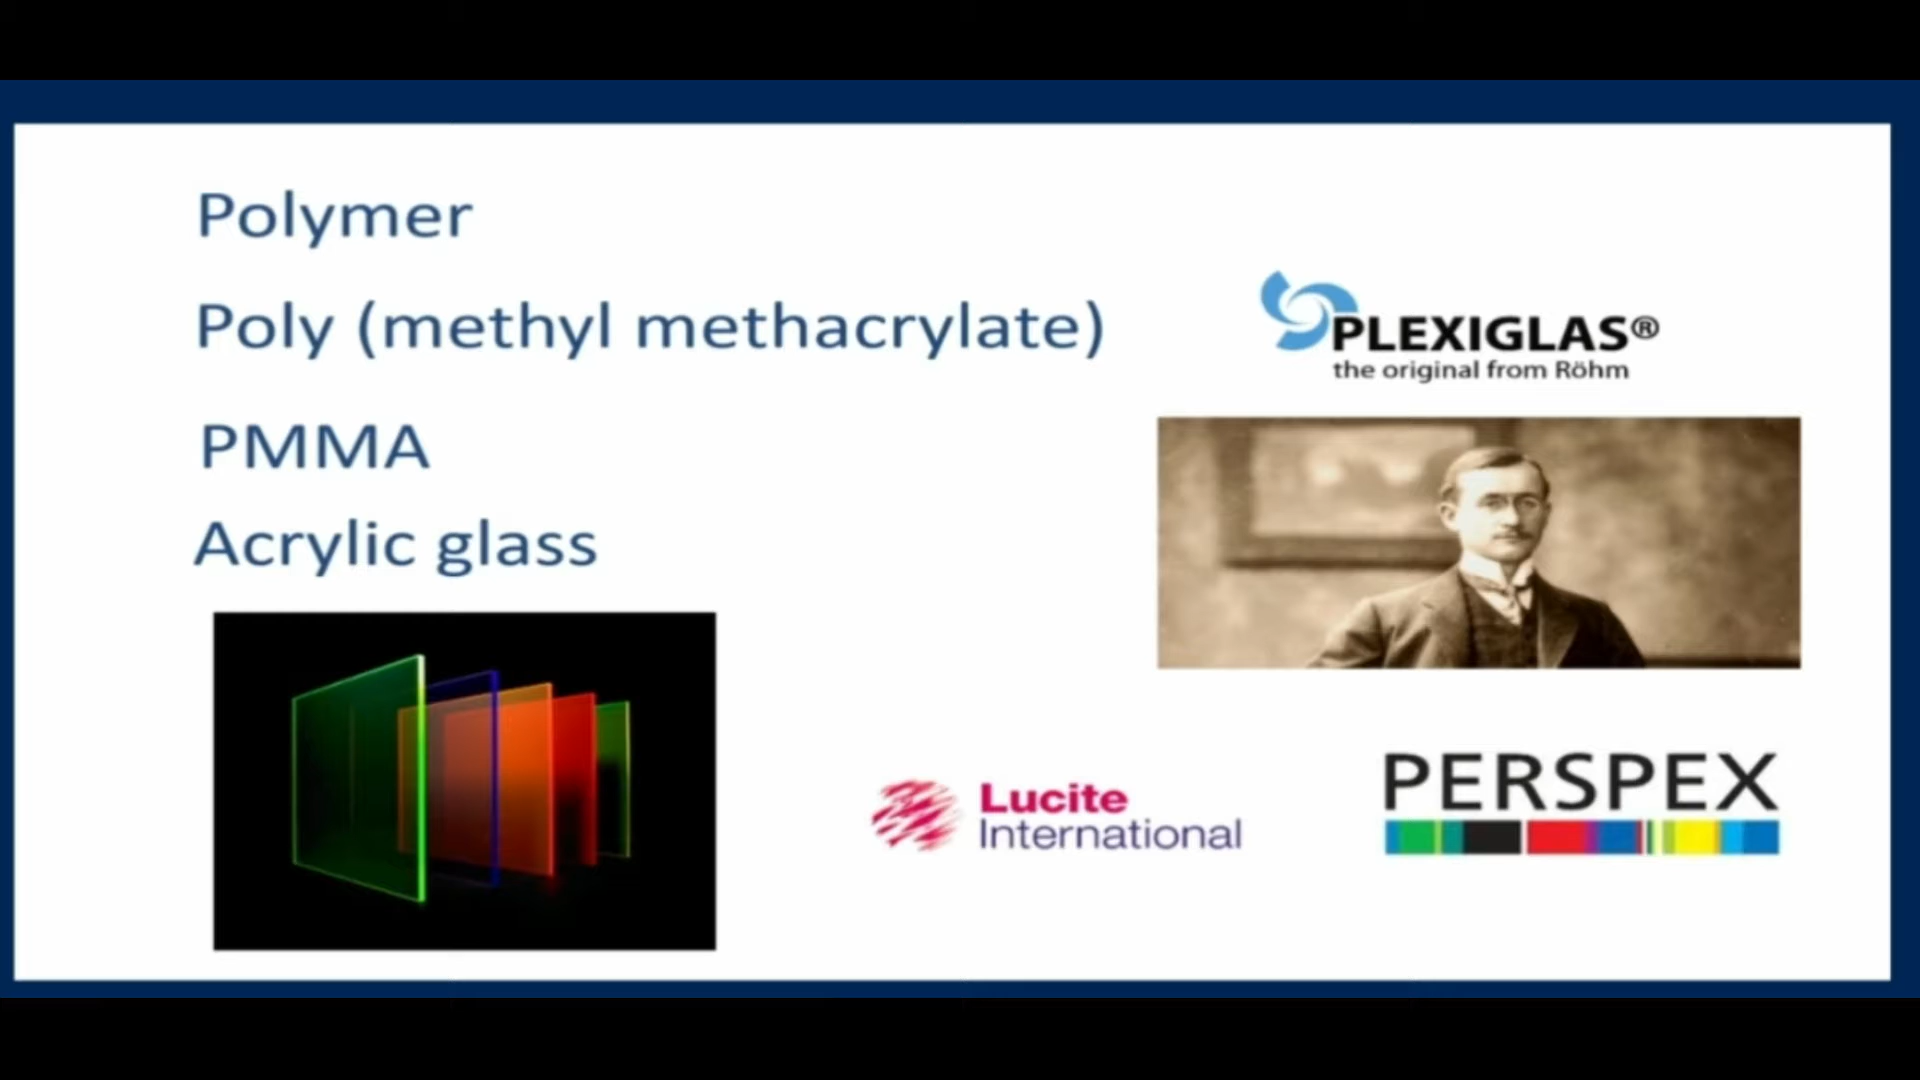 Polymer
Poly (methyl methacrylate)
PMMA
Acrylic glass
PLEXIGLAS®
the original from Röhm
Lucite
International
PERSPEX